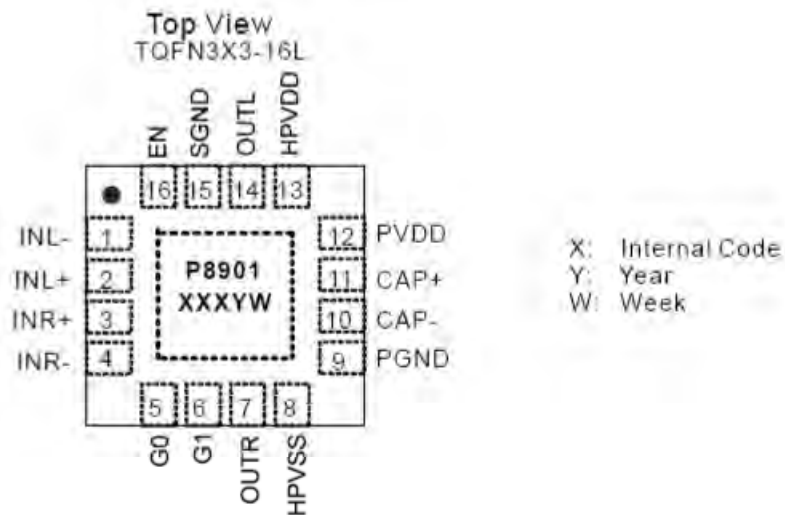 Top View
TQFN3X3-16L
EN SGND OUTL HPVDD
16 15 14 13
INL- 1 12 PVDD
INL+ 2 11 CAP+
INR+ 3 10 CAP-
INR- 4 9 PGND
P8901
XXXYW
5 6 7 8
G0 G1 OUTR HPVSS
X: Internal Code
Y: Year
W: Week